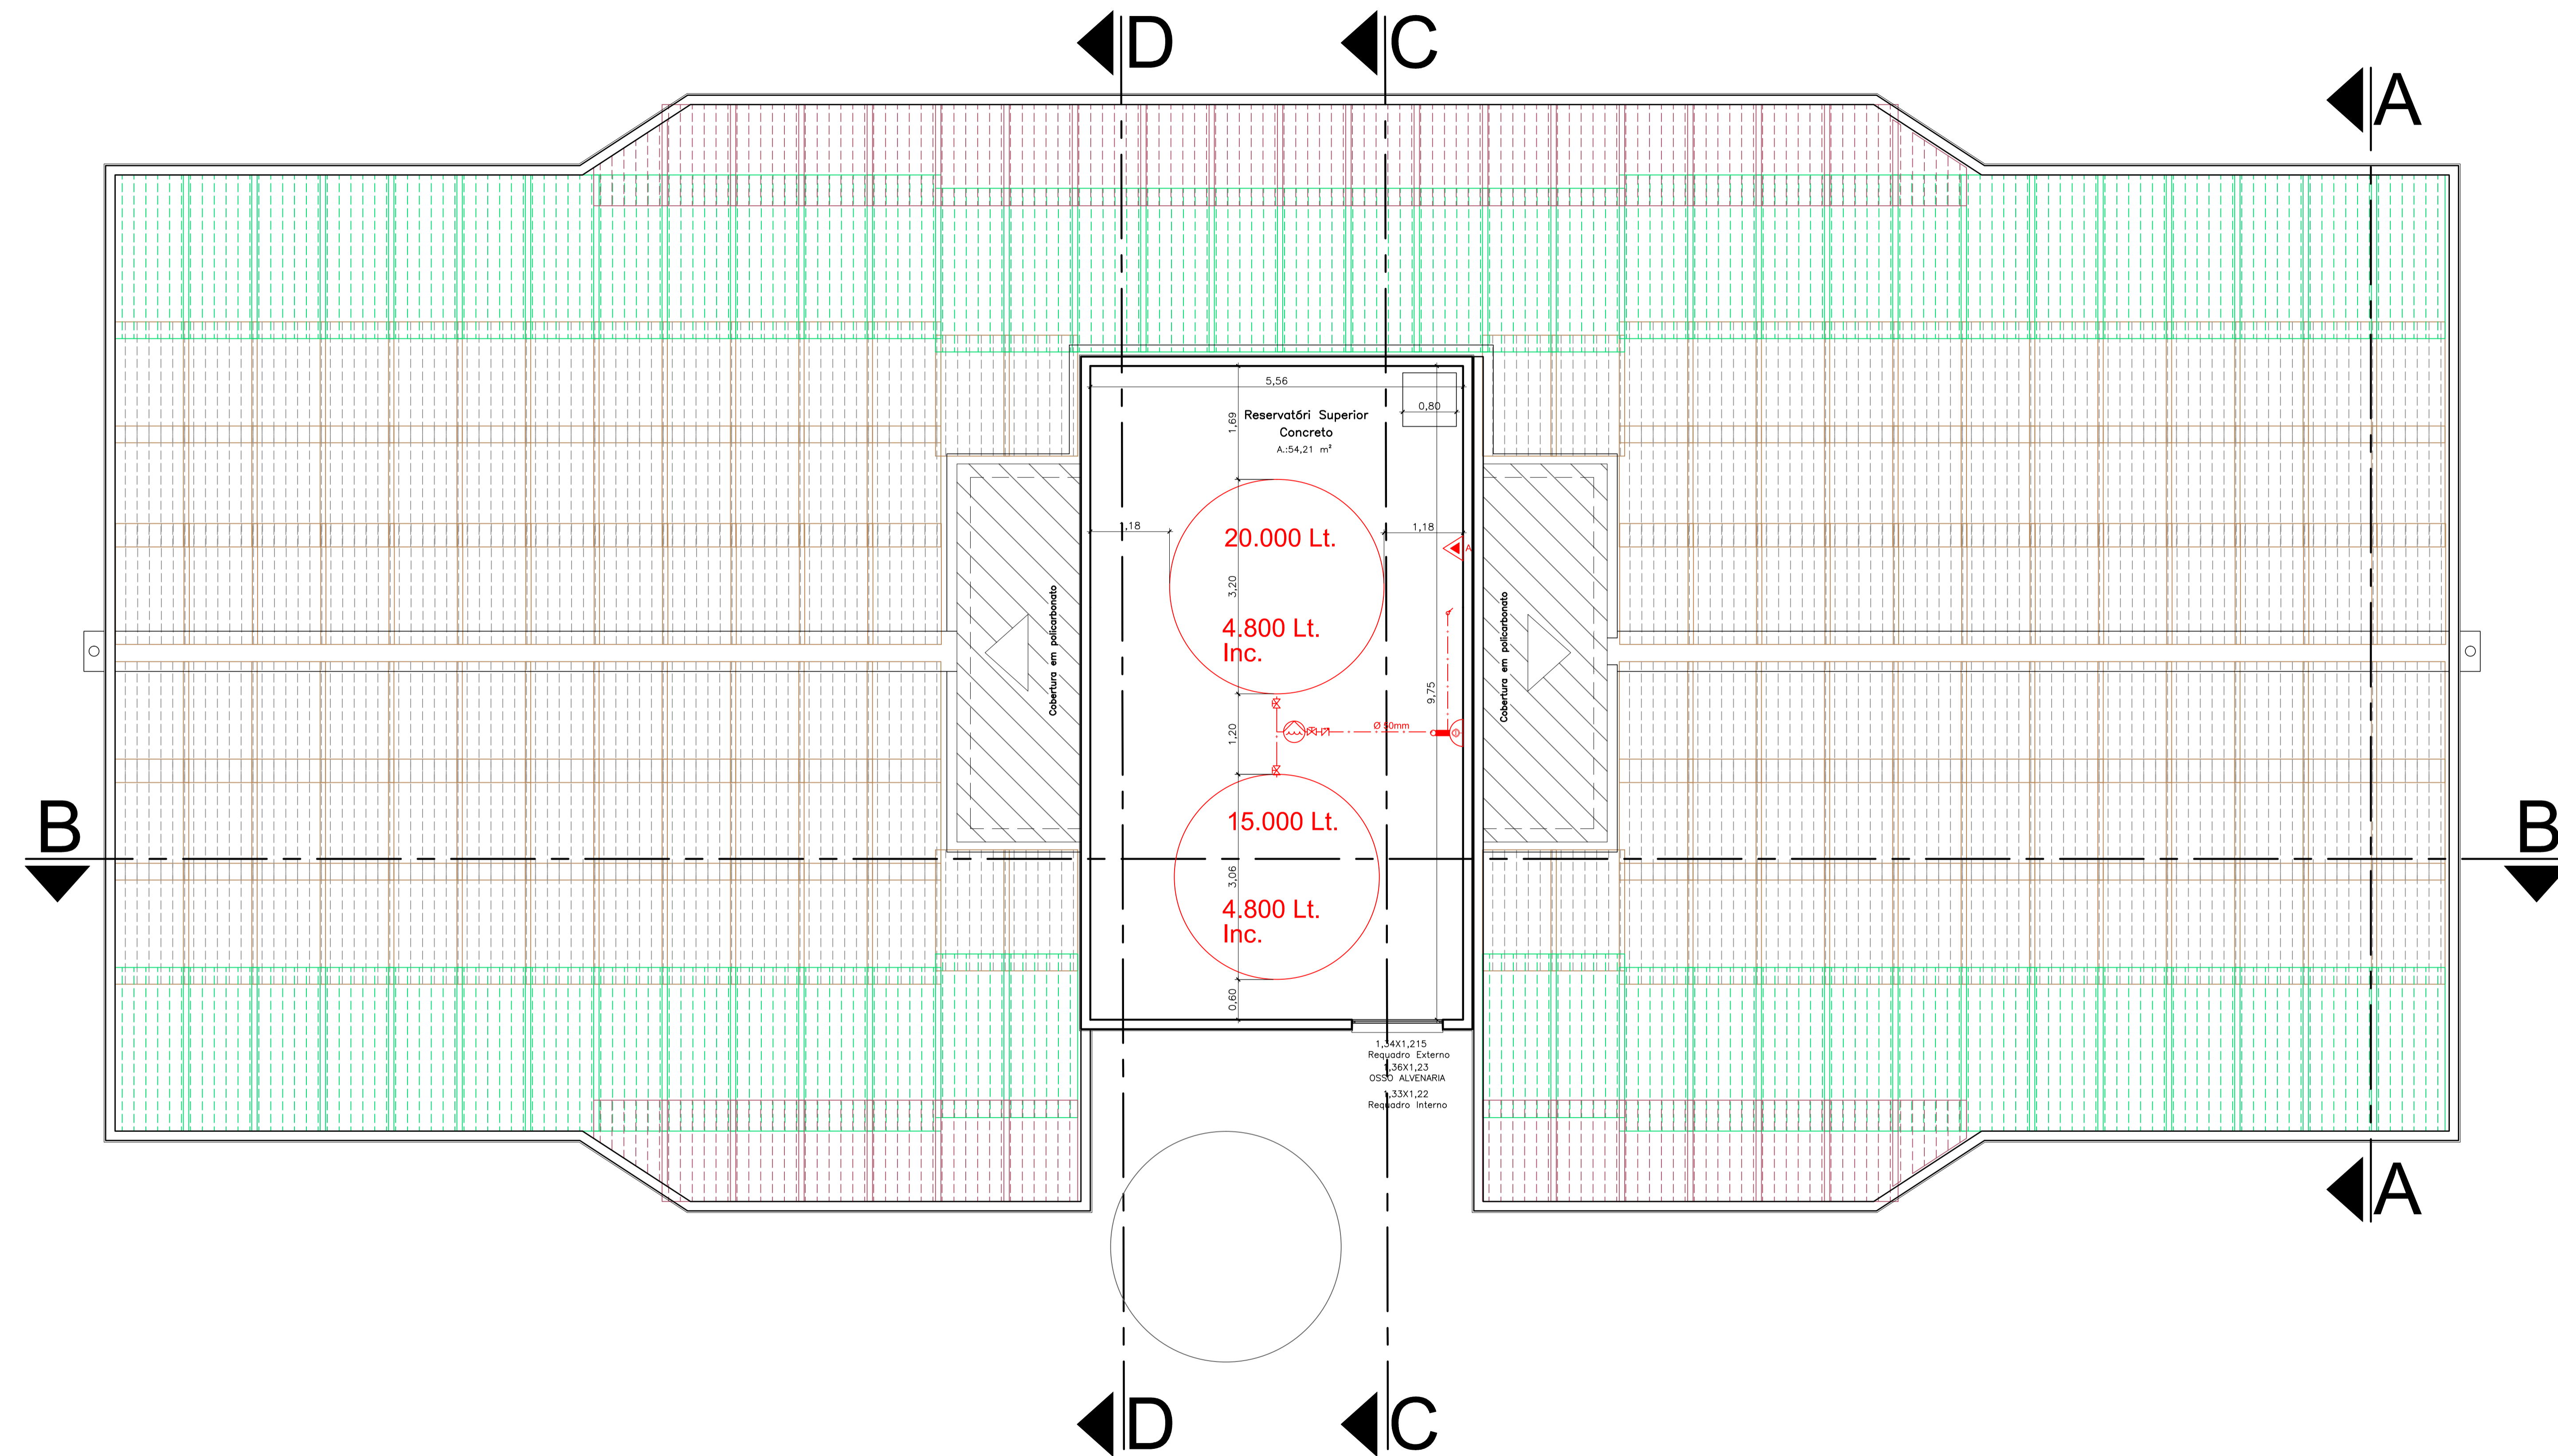 D
C
A
5,56
0,80
Reservatóri Superior
Concreto
A.:54,21 m²
1,69
1,18
1,18
20.000 Lt.
A
3,20
4.800 Lt.
Inc.
Cobertura em policarbonato
Cobertura em policarbonato
9,75
Ø 50mm
1,20
B
B
15.000 Lt.
3,06
4.800 Lt.
Inc.
0,60
1,34X1,215
Requadro Externo
1,36X1,23
OSSO ALVENARIA
1,33X1,22
Requadro Interno
A
D
C